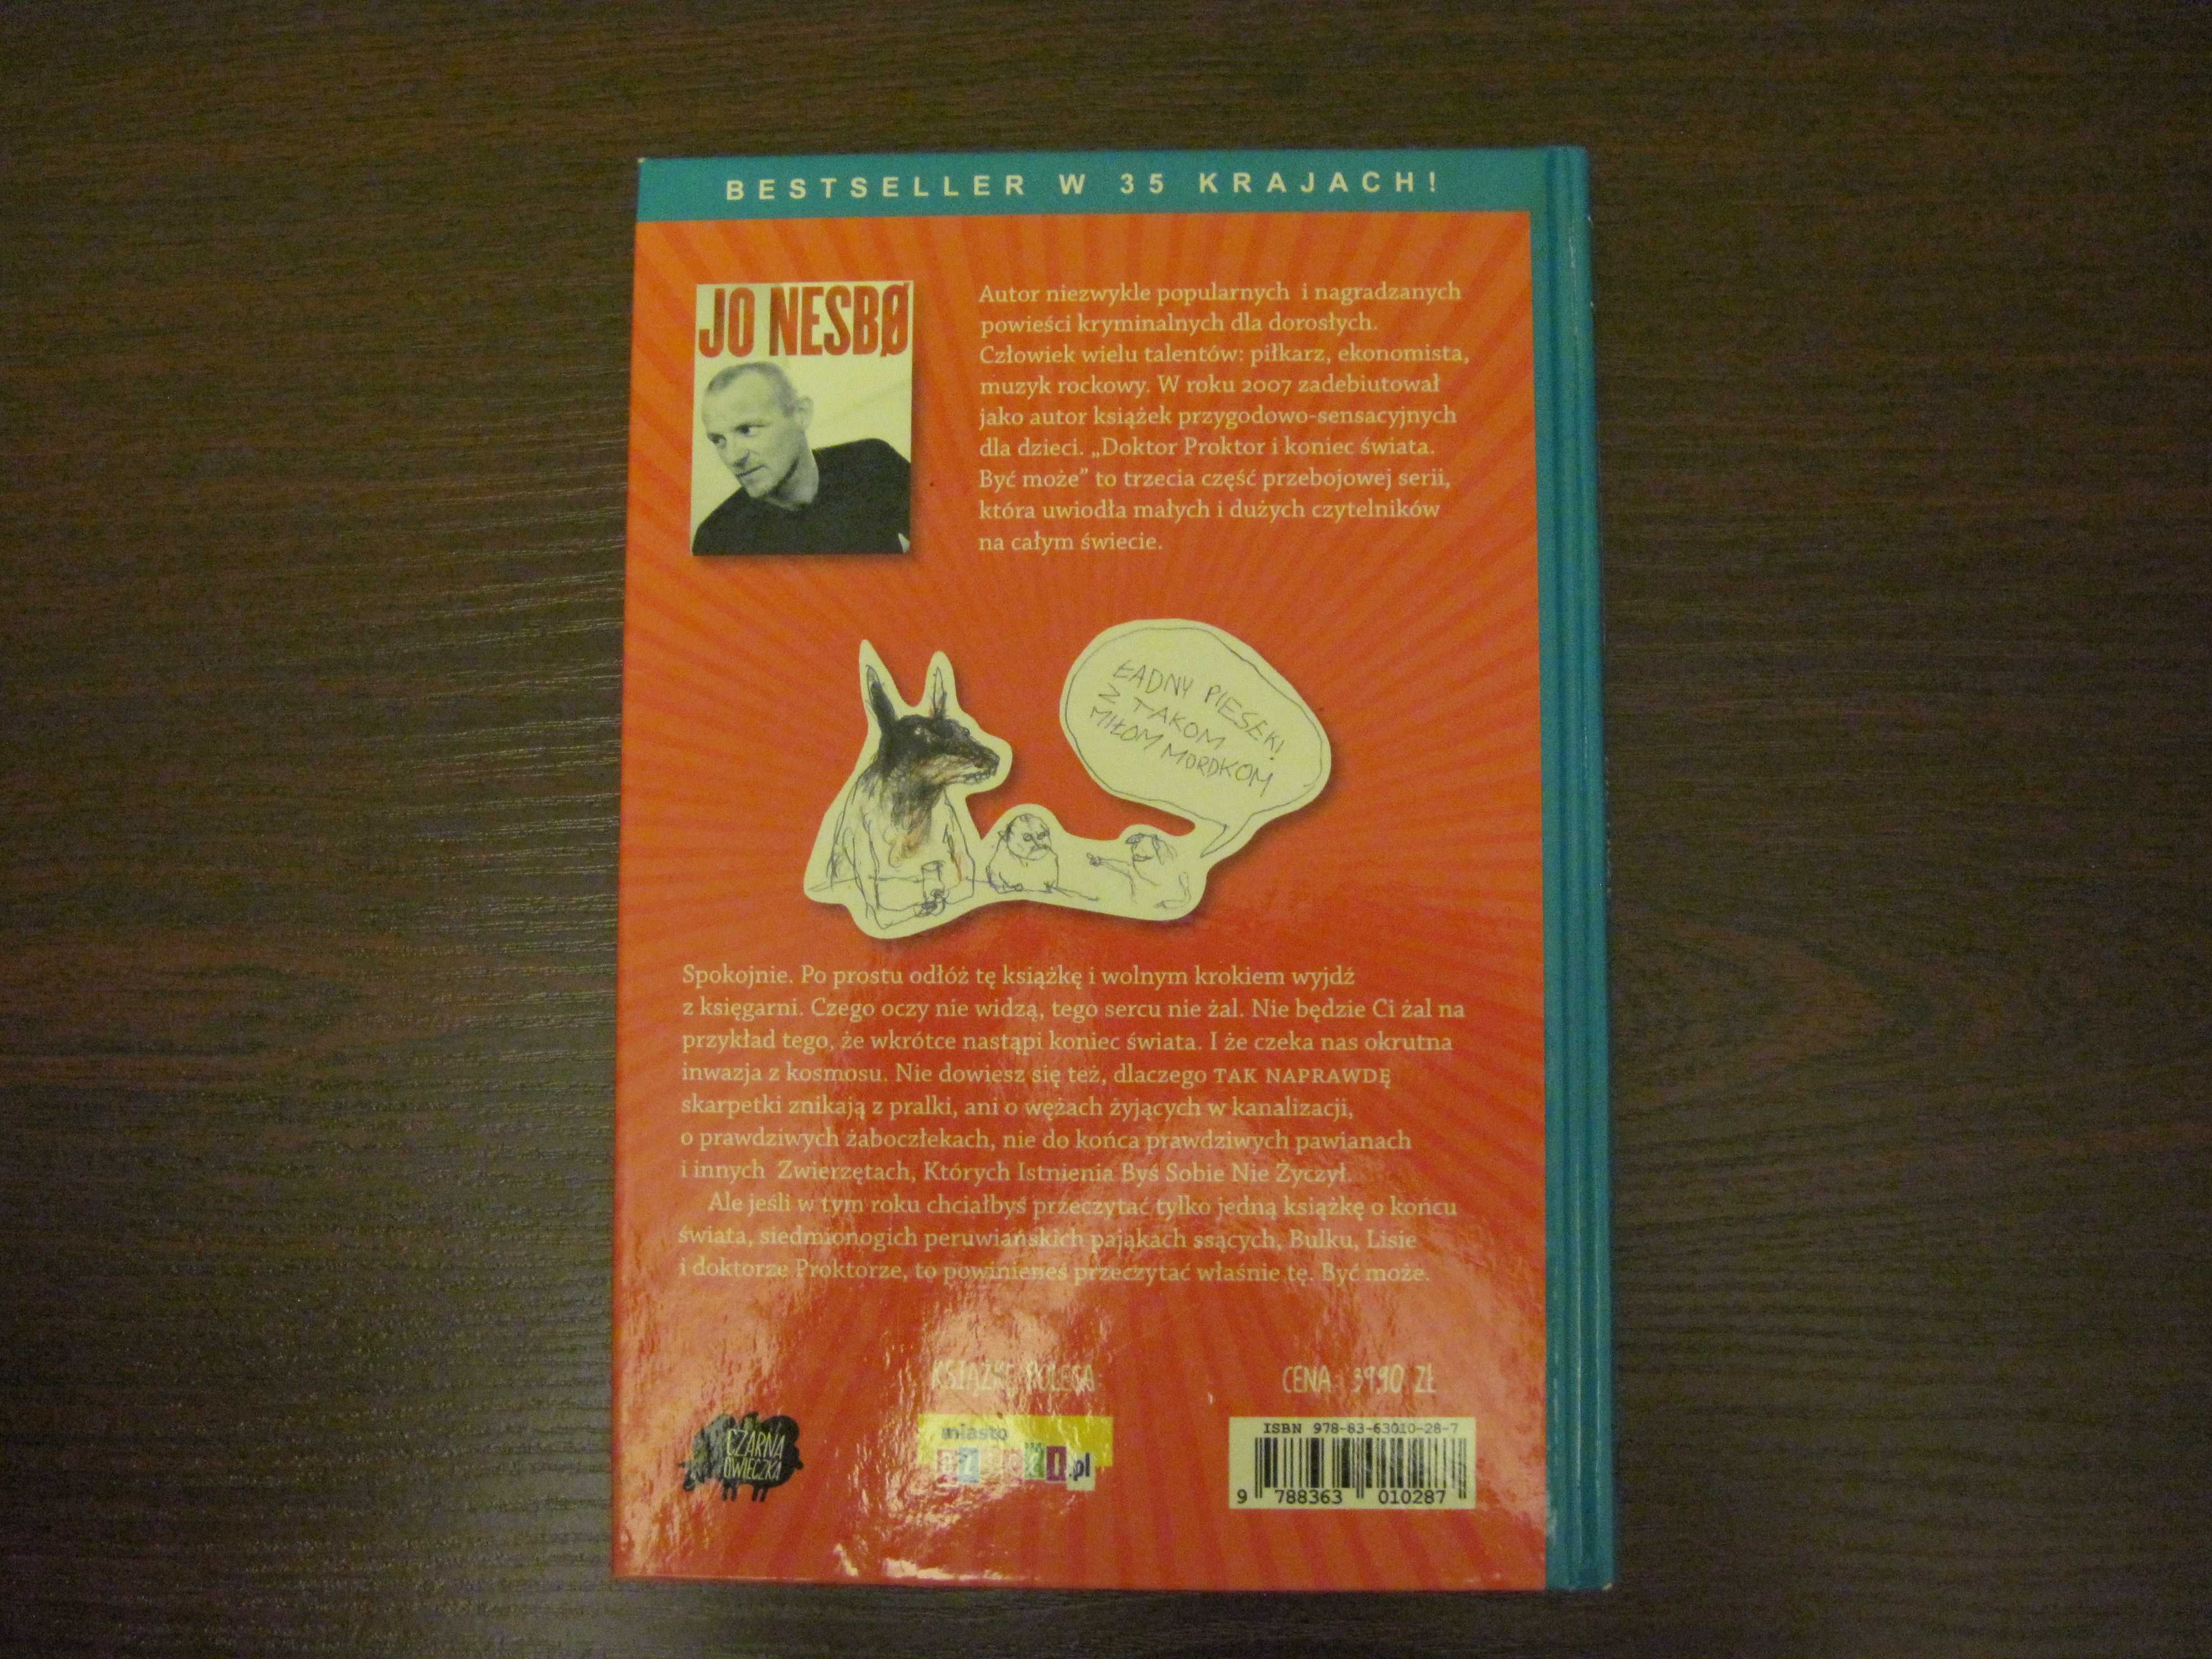 BESTSELLER W 35 KRAJACH!
JO NESBØ
Autor niezwykle popularnych i nagradzanych
powieści kryminalnych dla dorosłych.
Człowiek wielu talentów: piłkarz, ekonomista,
muzyk rockowy. W roku 2007 zadebiutował
jako autor książek przygodowo-sensacyjnych
dla dzieci. „Doktor Proktor i koniec świata.
Być może” to trzecia część przebojowej serii,
która uwiodła małych i dużych czytelników
na całym świecie.
ŁADNY PIESEKI
Z TAKOM
MIŁOM MORDKOM
Spokojnie. Po prostu odłóż tę książkę i wolnym krokiem wyjdź
z księgarni. Czego oczy nie widzą, tego sercu nie żal. Nie będzie Ci żal na
przykład tego, że wkrótce nastąpi koniec świata. I że czeka nas okrutna
inwazja z kosmosu. Nie dowiesz się też, dlaczego TAK NAPRAWDĘ
skarpetki znikają z pralki, ani o wężach żyjących w kanalizacji,
o prawdziwych żaboczłekach, nie do końca prawdziwych pawianach
i innych Zwierzętach, Których Istnienia Byś Sobie Nie Życzył.
Ale jeśli w tym roku chciałbyś przeczytać tylko jedną książkę o końcu
świata, siedmionogich peruwiańskich pająkach ssących, Bulku, Lisie
i doktorze Proktorze, to powinieneś przeczytać właśnie tę. Być może.
KSIĄŻKĘ POLECA
CENA 39.90 ZŁ
CZARNA
OWIECZKA
miasto
.pl
ISBN 978-83-63010-28-7
9 788363 010287